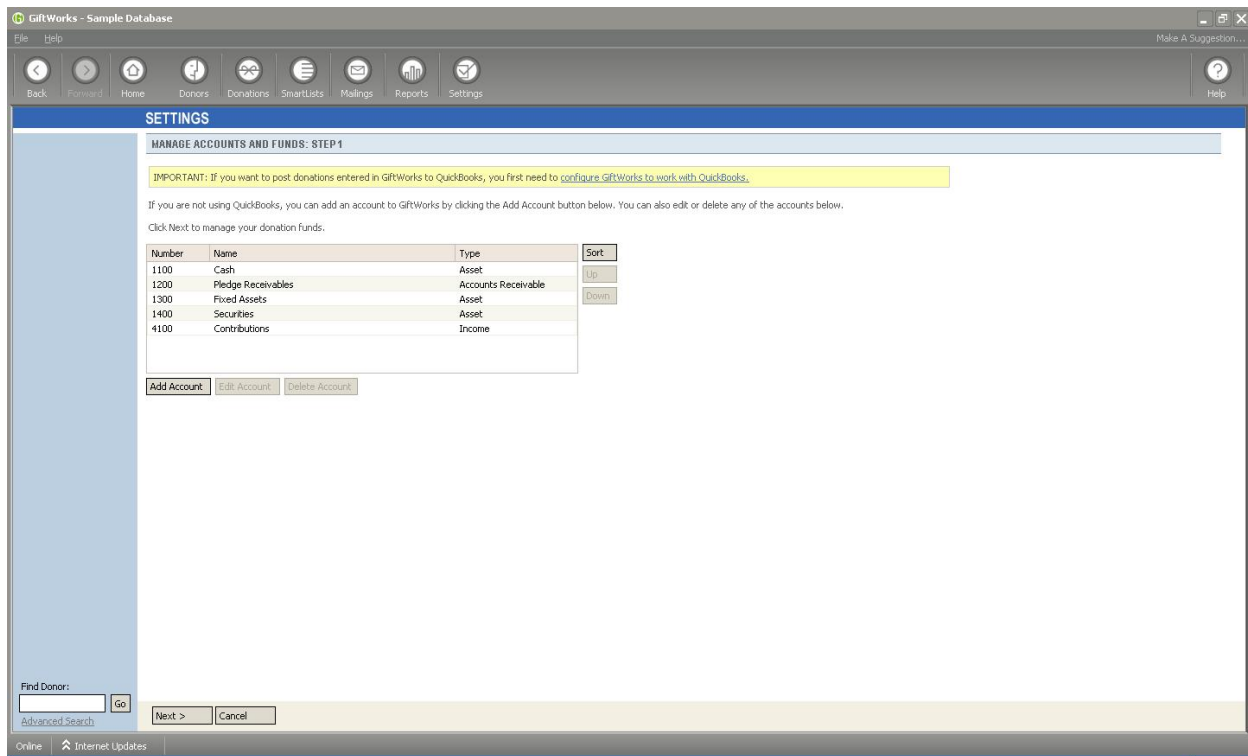 GiftWorks - Sample Database
File Help Make A Suggestion...
Back Forward Home Donors Donations SmartLists Mailings Reports Settings Help
SETTINGS
MANAGE ACCOUNTS AND FUNDS: STEP 1
IMPORTANT: If you want to post donations entered in GiftWorks to QuickBooks, you first need to configure GiftWorks to work with QuickBooks.
If you are not using QuickBooks, you can add an account to GiftWorks by clicking the Add Account button below. You can also edit or delete any of the accounts below.
Click Next to manage your donation funds.
Number Name Type Sort
1100 Cash Asset
Up
1200 Pledge Receivables Accounts Receivable
1300 Fixed Assets Asset Down
1400 Securities Asset
4100 Contributions Income
Add Account Edit Account Delete Account
Find Donor:
Go
Advanced Search
Next > Cancel
Online Internet Updates